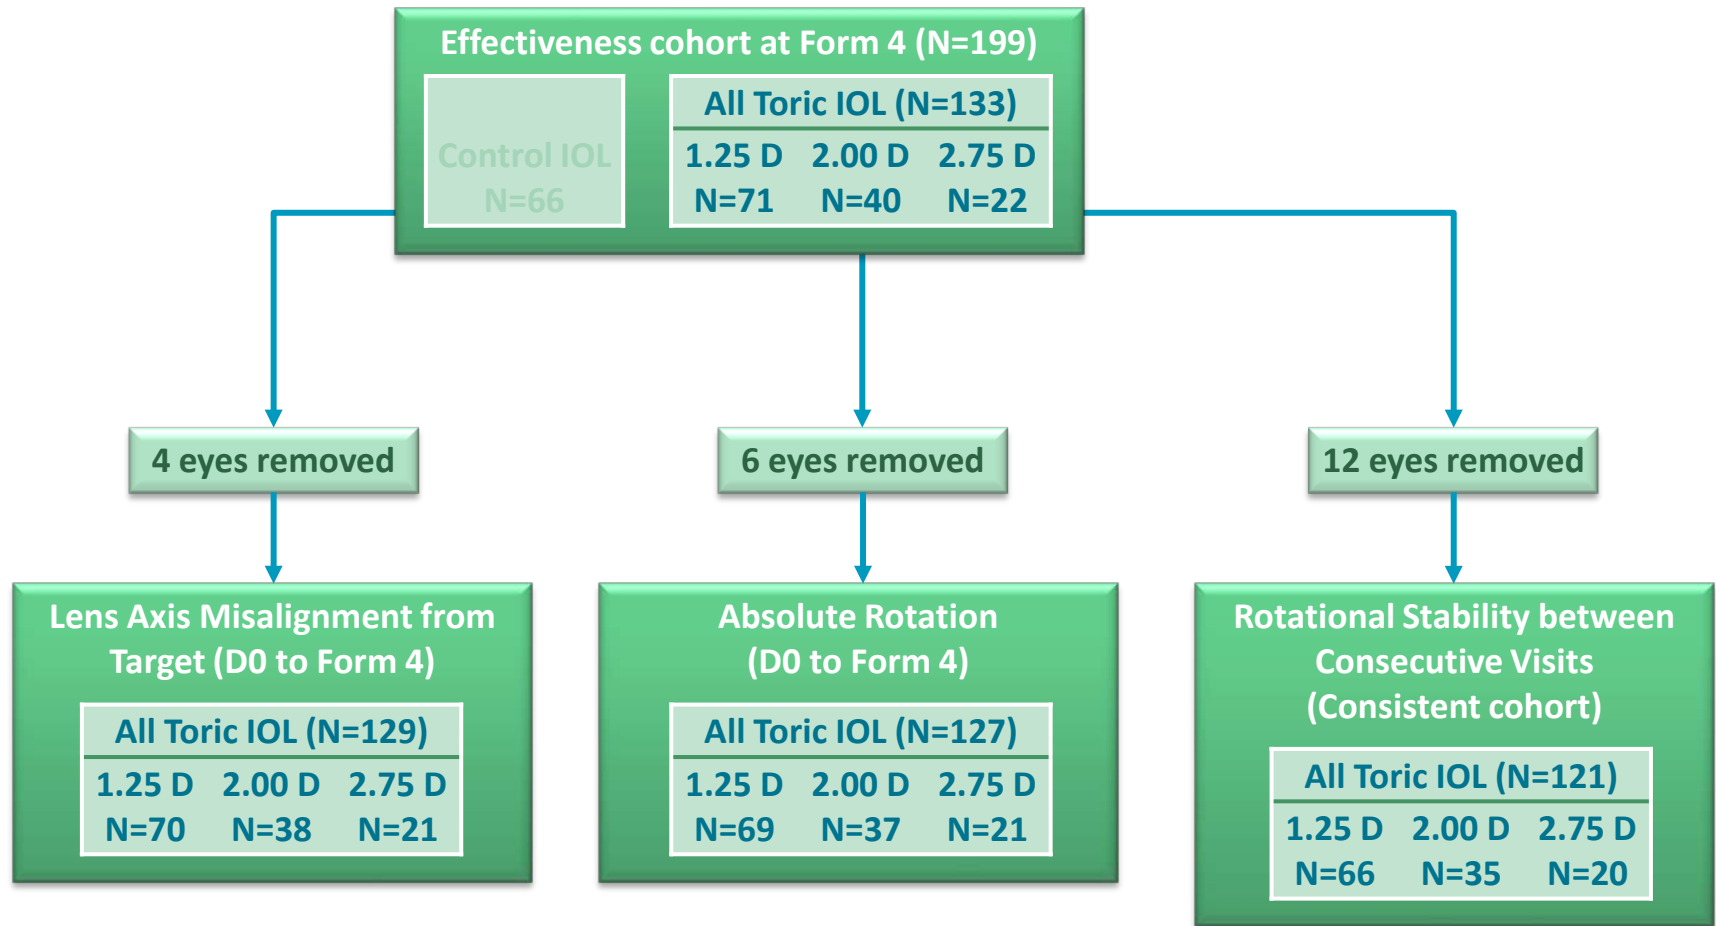 Effectiveness cohort at Form 4 (N=199)
Control IOL
N=66
All Toric IOL (N=133)
1.25 D 2.00 D 2.75 D
N=71 N=40 N=22
4 eyes removed
6 eyes removed
12 eyes removed
Lens Axis Misalignment from
Target (D0 to Form 4)
All Toric IOL (N=129)
1.25 D 2.00 D 2.75 D
N=70 N=38 N=21
Absolute Rotation
(D0 to Form 4)
All Toric IOL (N=127)
1.25 D 2.00 D 2.75 D
N=69 N=37 N=21
Rotational Stability between
Consecutive Visits
(Consistent cohort)
All Toric IOL (N=121)
1.25 D 2.00 D 2.75 D
N=66 N=35 N=20